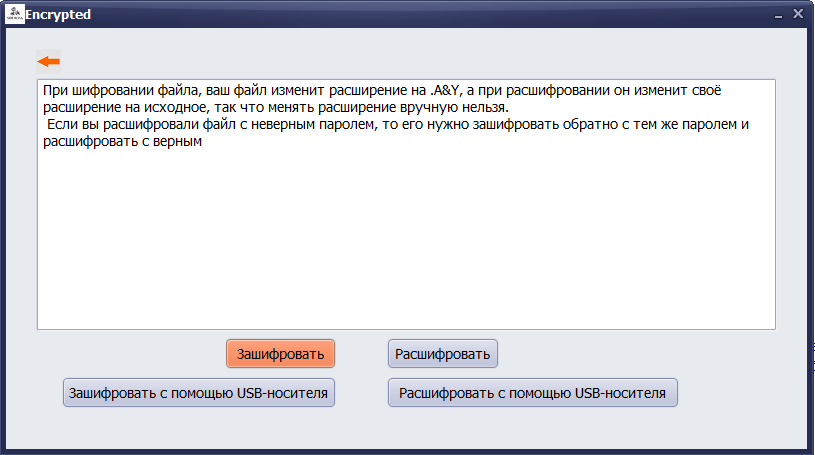 Encrypted
При шифровании файла, ваш файл изменит расширение на .A&Y, а при расшифровании он изменит своё
расширение на исходное, так что менять расширение вручную нельзя.
Если вы расшифровали файл с неверным паролем, то его нужно зашифровать обратно с тем же паролем и
расшифровать с верным
Зашифровать
Расшифровать
Зашифровать с помощью USB-носителя
Расшифровать с помощью USB-носителя